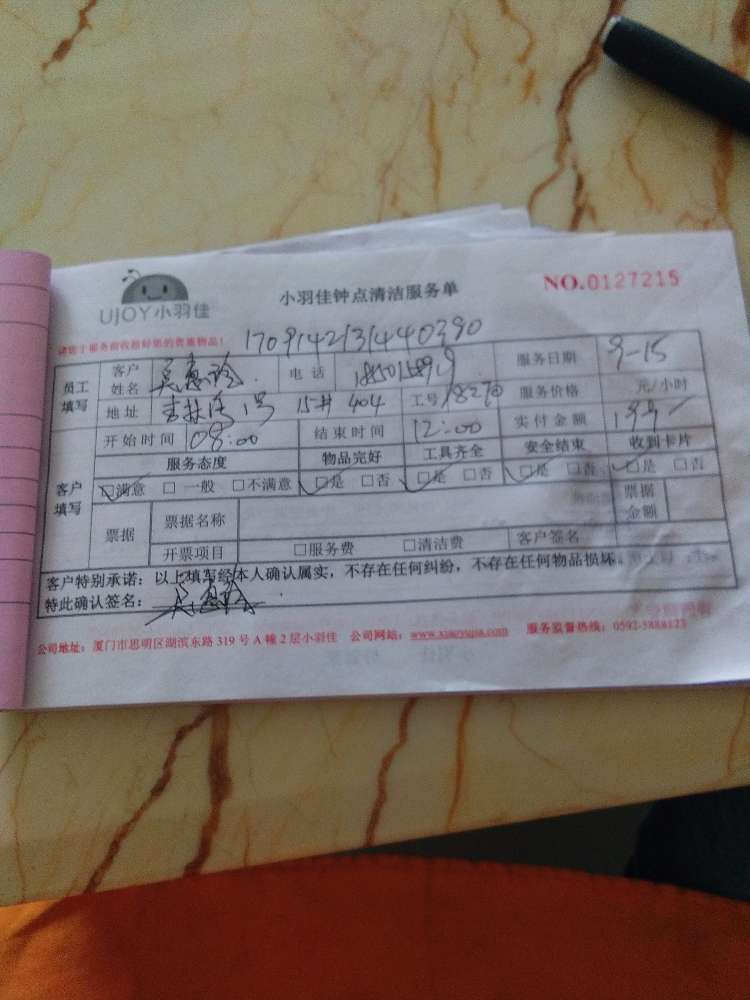 UJOY小羽佳
小羽佳钟点清洁服务单
NO.0127215
1709142131440390
员工填写 客户姓名 吴惠玲 电话 服务日期 9-15
地址 1号 15# 404 工号 18270 服务价格 元/小时
开始时间 08:00 结束时间 12:00 实付金额
客户填写 服务态度 物品完好 工具齐全 安全结束 收到卡片
☑满意 □一般 □不满意 ☑是 □否 ☑是 □否 ☑是 □否 ☑是 □否
票据 票据名称 票据金额
开票项目 □服务费 □清洁费 客户签名
客户特别承诺：以上填写经本人确认属实，不存在任何纠纷，不存在任何物品损坏。
特此确认签名： 吴惠玲
公司地址：厦门市思明区湖滨东路319号A幢2层小羽佳 公司网站： 服务监督热线：0592-5888123